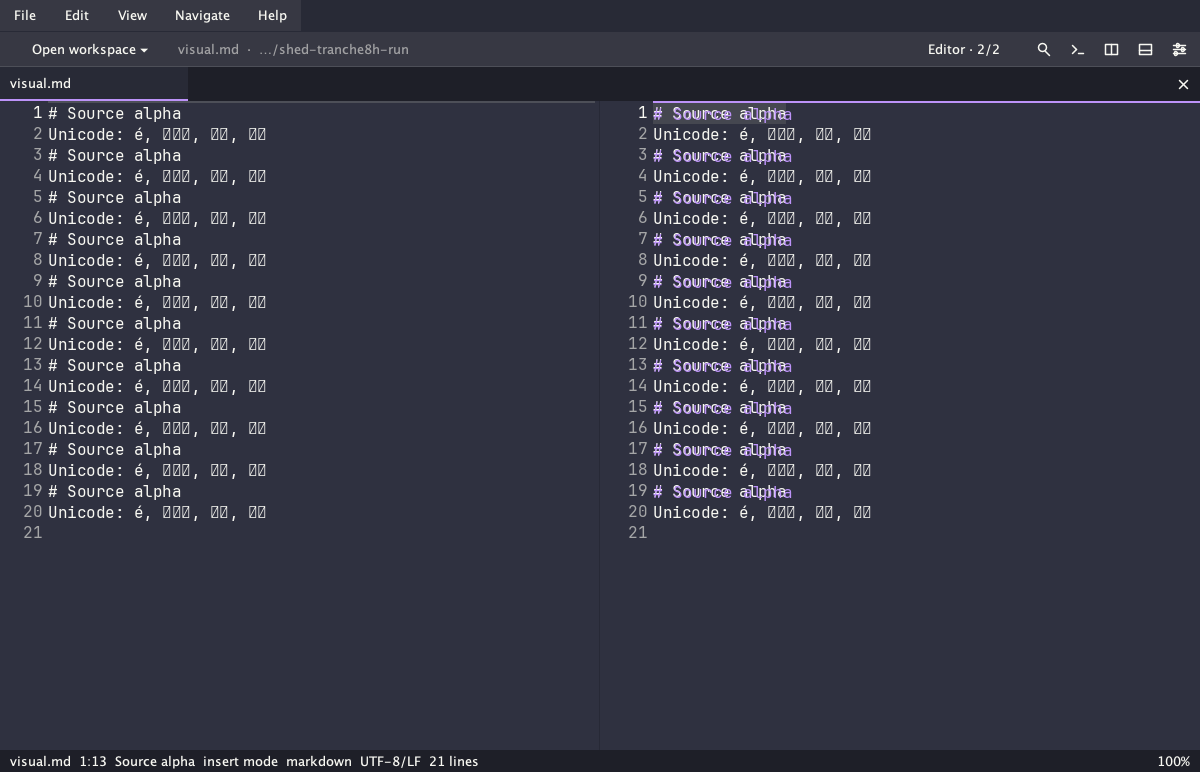 File Edit View Navigate Help
Open workspace visual.md · …/shed-tranche8h-run Editor · 2/2
visual.md
1 # Source alpha
2 Unicode: é, , ,
3 # Source alpha
4 Unicode: é, , ,
5 # Source alpha
6 Unicode: é, , ,
7 # Source alpha
8 Unicode: é, , ,
9 # Source alpha
10 Unicode: é, , ,
11 # Source alpha
12 Unicode: é, , ,
13 # Source alpha
14 Unicode: é, , ,
15 # Source alpha
16 Unicode: é, , ,
17 # Source alpha
18 Unicode: é, , ,
19 # Source alpha
20 Unicode: é, , ,
21
1 # Source alpha
2 Unicode: é, , ,
3 # Source alpha
4 Unicode: é, , ,
5 # Source alpha
6 Unicode: é, , ,
7 # Source alpha
8 Unicode: é, , ,
9 # Source alpha
10 Unicode: é, , ,
11 # Source alpha
12 Unicode: é, , ,
13 # Source alpha
14 Unicode: é, , ,
15 # Source alpha
16 Unicode: é, , ,
17 # Source alpha
18 Unicode: é, , ,
19 # Source alpha
20 Unicode: é, , ,
21
visual.md 1:13 Source alpha insert mode markdown UTF-8/LF 21 lines 100%